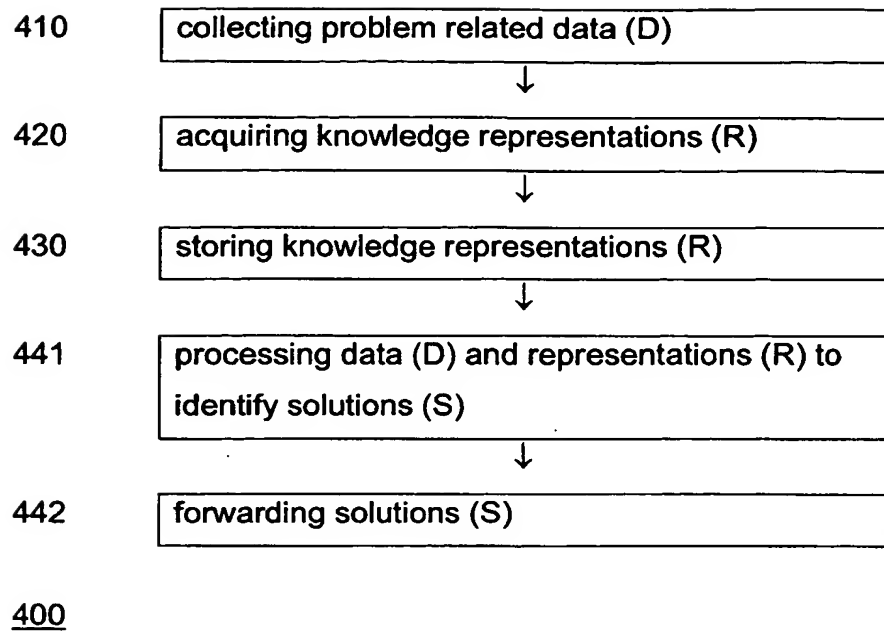 410 collecting problem related data (D)
↓
420 acquiring knowledge representations (R)
↓
430 storing knowledge representations (R)
↓
441 processing data (D) and representations (R) to
identify solutions (S)
↓
442 forwarding solutions (S)
400